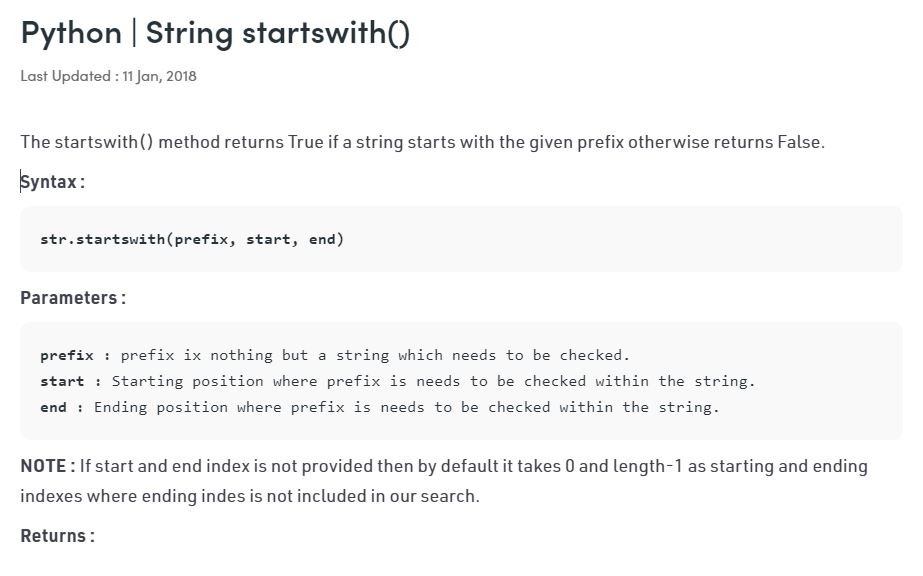 Python | String startswith()
Last Updated : 11 Jan, 2018
The startswith() method returns True if a string starts with the given prefix otherwise returns False.
Syntax :
str.startswith(prefix, start, end)
Parameters :
prefix : prefix ix nothing but a string which needs to be checked.
start : Starting position where prefix is needs to be checked within the string.
end : Ending position where prefix is needs to be checked within the string.
NOTE : If start and end index is not provided then by default it takes 0 and length-1 as starting and ending
indexes where ending indes is not included in our search.
Returns :